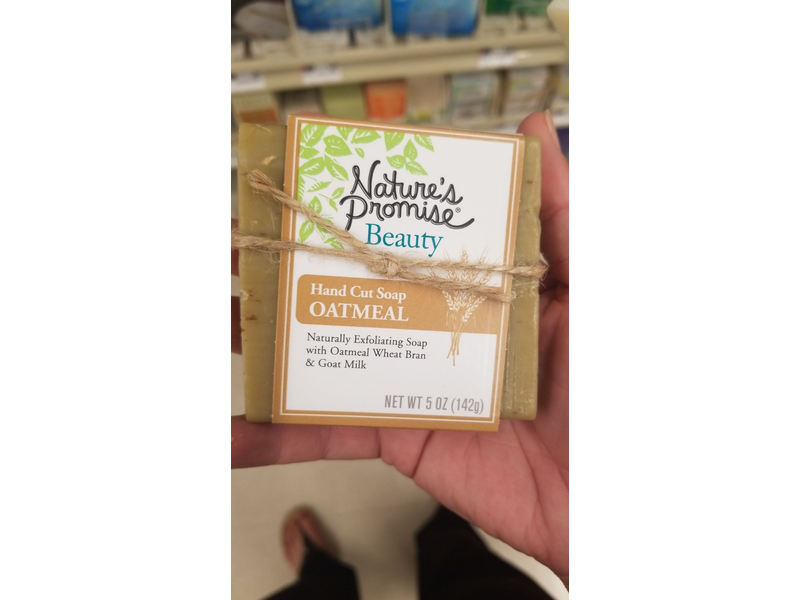 Nature's
Promise®
Beauty
Hand Cut Soap
OATMEAL
Naturally Exfoliating Soap
with Oatmeal Wheat Bran
& Goat Milk
NET WT 5 OZ (142g)